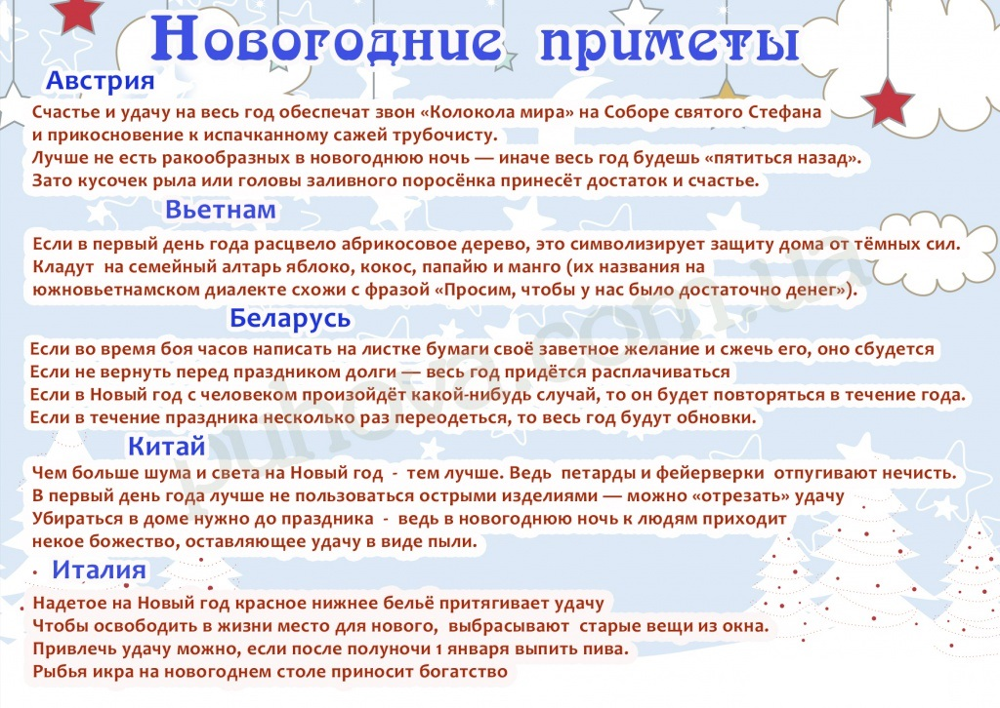 Новогодние приметы
Австрия
Счастье и удачу на весь год обеспечат звон «Колокола мира» на Соборе святого Стефана
и прикосновение к испачканному сажей трубочисту.
Лучше не есть ракообразных в новогоднюю ночь — иначе весь год будешь «пятиться назад».
Зато кусочек рыла или головы заливного поросёнка принесёт достаток и счастье.
Вьетнам
Если в первый день года расцвело абрикосовое дерево, это символизирует защиту дома от тёмных сил.
Кладут на семейный алтарь яблоко, кокос, папайю и манго (их названия на
южновьетнамском диалекте схожи с фразой «Просим, чтобы у нас было достаточно денег»).
Беларусь
Если во время боя часов написать на листке бумаги своё заветное желание и сжечь его, оно сбудется
Если не вернуть перед праздником долги — весь год придётся расплачиваться
Если в Новый год с человеком произойдёт какой-нибудь случай, то он будет повторяться в течение года.
Если в течение праздника несколько раз переодеться, то весь год будут обновки.
Китай
Чем больше шума и света на Новый год - тем лучше. Ведь петарды и фейерверки отпугивают нечисть.
В первый день года лучше не пользоваться острыми изделиями — можно «отрезать» удачу
Убираться в доме нужно до праздника - ведь в новогоднюю ночь к людям приходит
некое божество, оставляющее удачу в виде пыли.
Италия
Надетое на Новый год красное нижнее бельё притягивает удачу
Чтобы освободить в жизни место для нового, выбрасывают старые вещи из окна.
Привлечь удачу можно, если после полуночи 1 января выпить пива.
Рыбья икра на новогоднем столе приносит богатство
puhova.com.ua